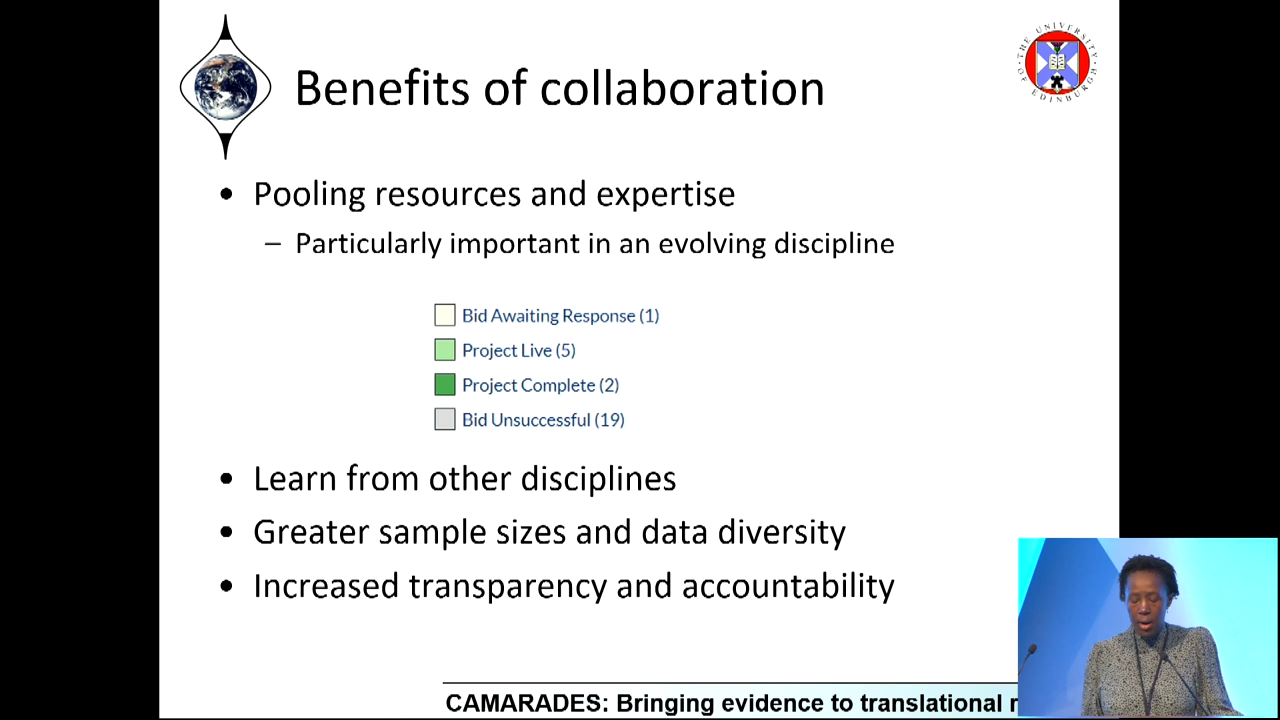 Benefits of collaboration
THE UNIVERSITY OF EDINBURGH
• Pooling resources and expertise
– Particularly important in an evolving discipline
Bid Awaiting Response (1)
Project Live (5)
Project Complete (2)
Bid Unsuccessful (19)
• Learn from other disciplines
• Greater sample sizes and data diversity
• Increased transparency and accountability
CAMARADES: Bringing evidence to translational